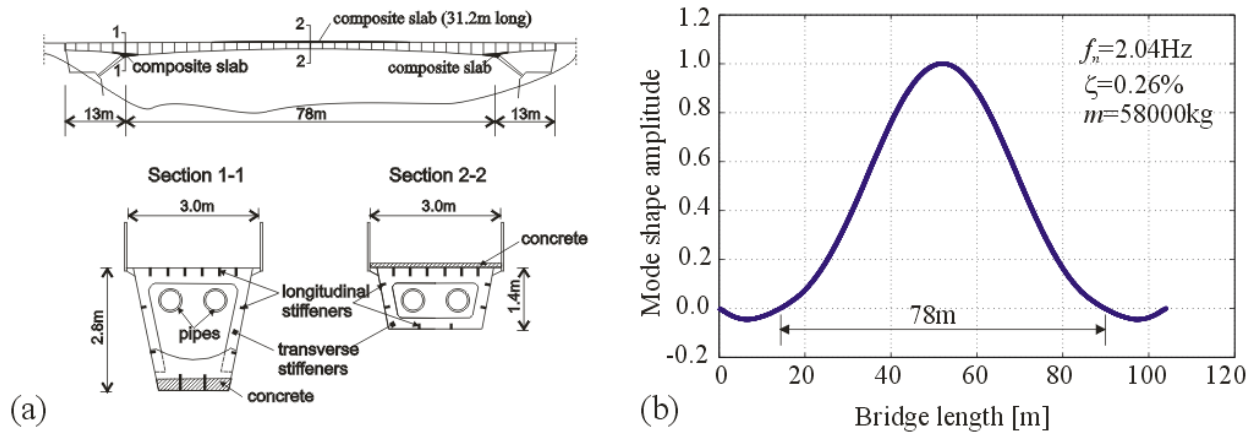 composite slab (31.2m long)
1
2
composite slab
composite slab
1
2
13m
78m
13m
Section 1-1
Section 2-2
3.0m
3.0m
concrete
2.8m
pipes
longitudinal
stiffeners
1.4m
transverse
stiffeners
concrete
(a)
Mode shape amplitude
1.2
1.0
0.8
0.6
0.4
0.2
0.0
-0.2
fn=2.04Hz
ζ=0.26%
m=58000kg
78m
0
20
40
60
80
100
120
Bridge length [m]
(b)